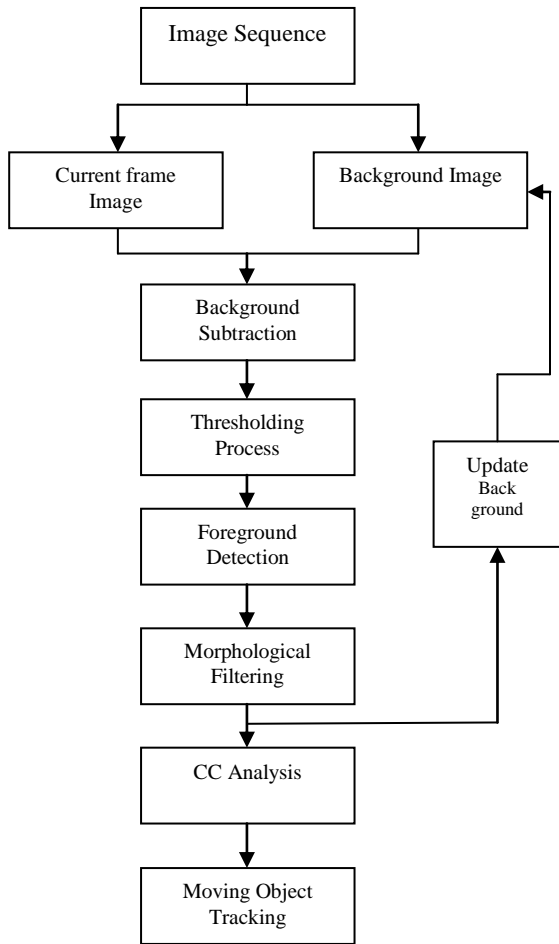 Image Sequence
Current frame
Image
Background Image
Background
Subtraction
Thresholding
Process
Update
Back
ground
Foreground
Detection
Morphological
Filtering
CC Analysis
Moving Object
Tracking